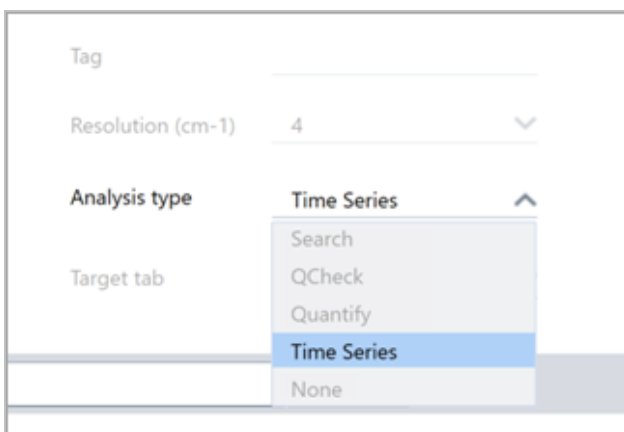 Tag
Resolution (cm-1) 4
Analysis type Time Series
Search
Target tab QCheck
Quantify
Time Series
None